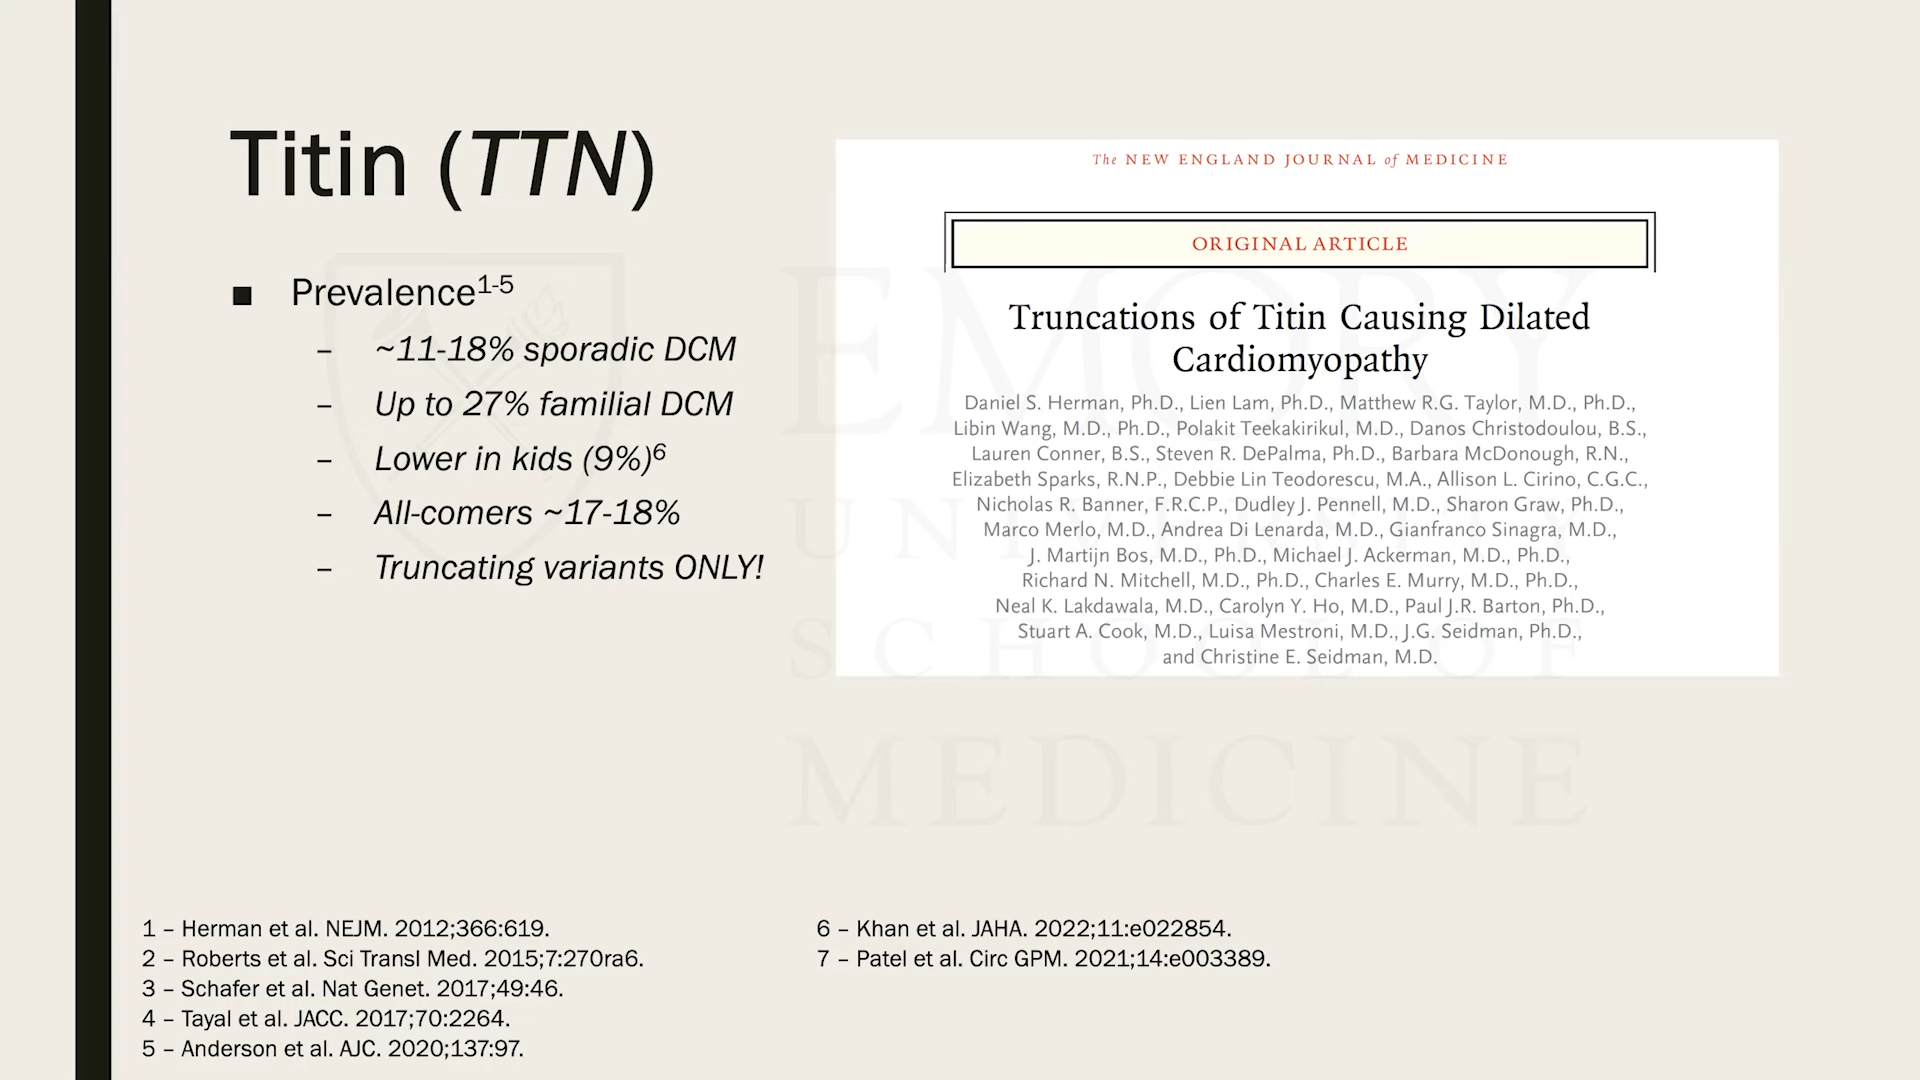 Titin (TTN)
■ Prevalence1-5
– ~11-18% sporadic DCM
– Up to 27% familial DCM
– Lower in kids (9%)6
– All-comers ~17-18%
– Truncating variants ONLY!
The NEW ENGLAND JOURNAL of MEDICINE
ORIGINAL ARTICLE
Truncations of Titin Causing Dilated
Cardiomyopathy
Daniel S. Herman, Ph.D., Lien Lam, Ph.D., Matthew R.G. Taylor, M.D., Ph.D.,
Libin Wang, M.D., Ph.D., Polakit Teekakirikul, M.D., Danos Christodoulou, B.S.,
Lauren Conner, B.S., Steven R. DePalma, Ph.D., Barbara McDonough, R.N.,
Elizabeth Sparks, R.N.P., Debbie Lin Teodorescu, M.A., Allison L. Cirino, C.G.C.,
Nicholas R. Banner, F.R.C.P., Dudley J. Pennell, M.D., Sharon Graw, Ph.D.,
Marco Merlo, M.D., Andrea Di Lenarda, M.D., Gianfranco Sinagra, M.D.,
J. Martijn Bos, M.D., Ph.D., Michael J. Ackerman, M.D., Ph.D.,
Richard N. Mitchell, M.D., Ph.D., Charles E. Murry, M.D., Ph.D.,
Neal K. Lakdawala, M.D., Carolyn Y. Ho, M.D., Paul J.R. Barton, Ph.D.,
Stuart A. Cook, M.D., Luisa Mestroni, M.D., J.G. Seidman, Ph.D.,
and Christine E. Seidman, M.D.
EMORY
UNIVERSITY
SCHOOL OF
MEDICINE
1 – Herman et al. NEJM. 2012;366:619.
2 – Roberts et al. Sci Transl Med. 2015;7:270ra6.
3 – Schafer et al. Nat Genet. 2017;49:46.
4 – Tayal et al. JACC. 2017;70:2264.
5 – Anderson et al. AJC. 2020;137:97.
6 – Khan et al. JAHA. 2022;11:e022854.
7 – Patel et al. Circ GPM. 2021;14:e003389.